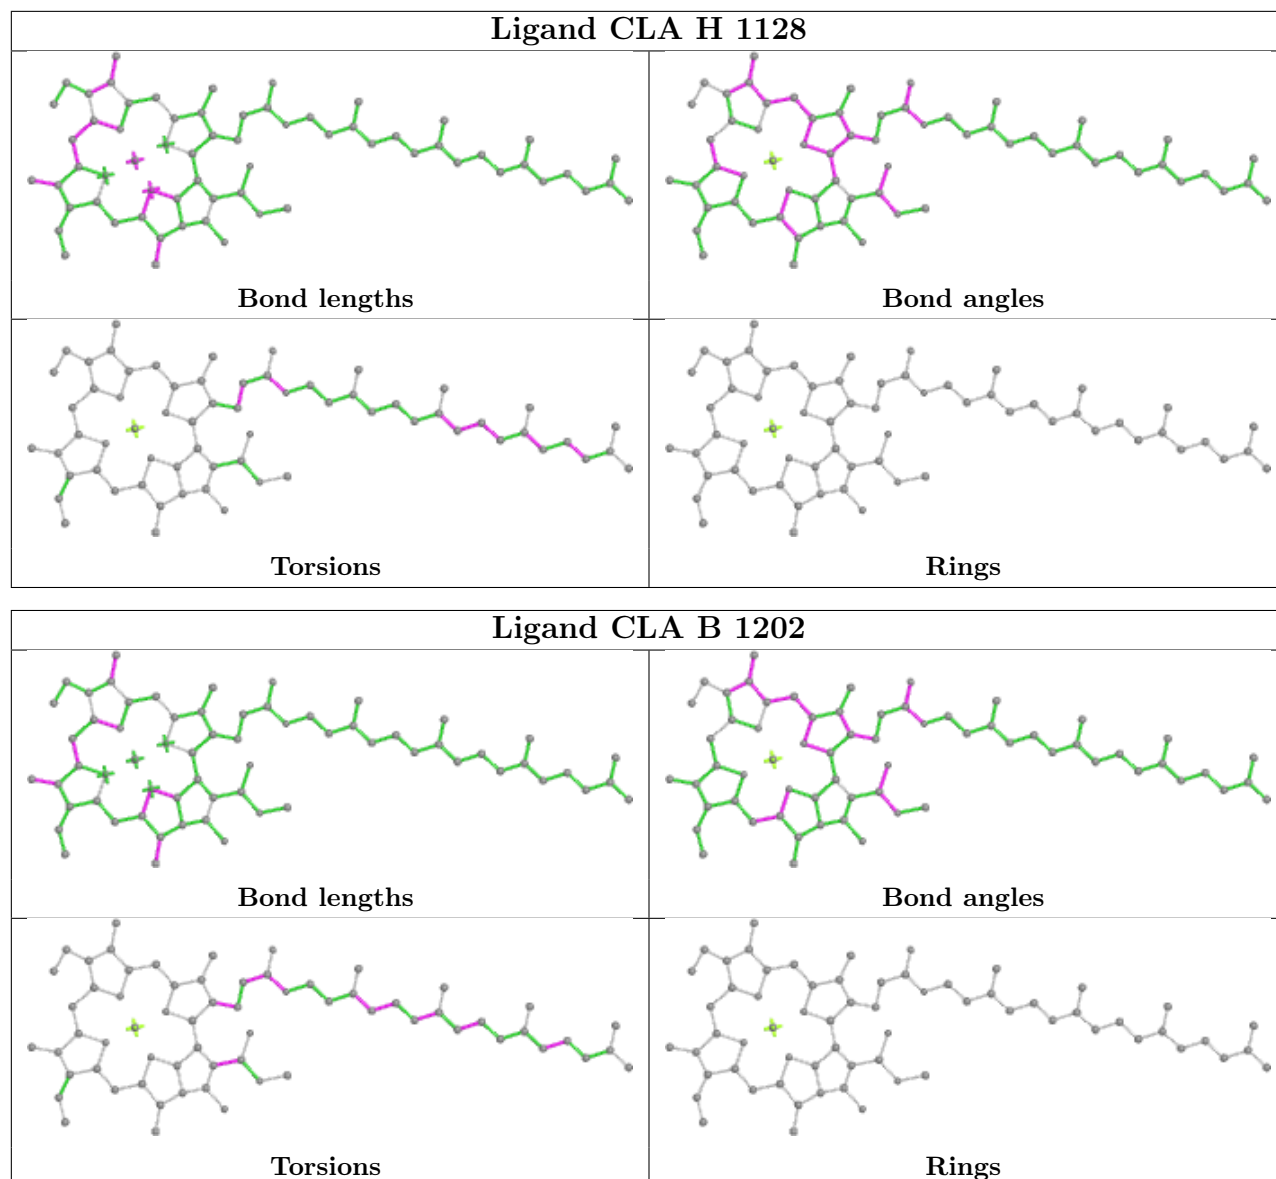 Ligand CLA H 1128
Bond lengths
Bond angles
Torsions
Rings
Ligand CLA B 1202
Bond lengths
Bond angles
Torsions
Rings